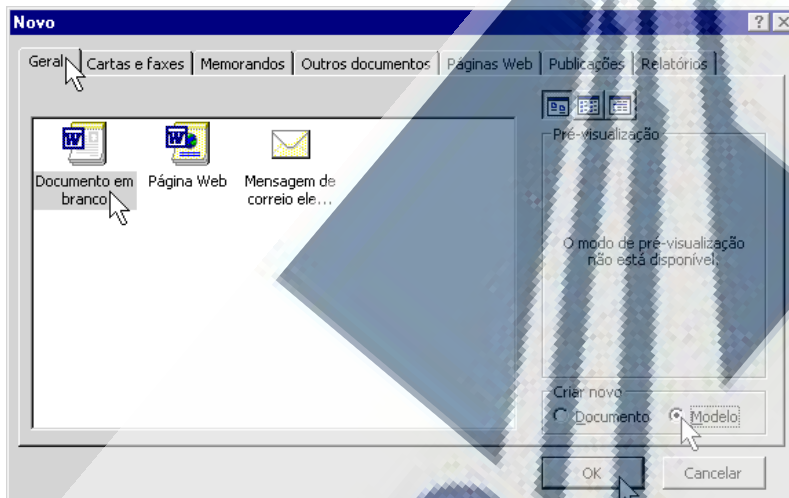 Novo
Geral Cartas e faxes Memorandos Outros documentos Páginas Web Publicações Relatórios
Pré-visualização
Documento em branco
Página Web
Mensagem de correio ele...
O modo de pré-visualização
não está disponível.
Criar novo
Documento Modelo
OK Cancelar